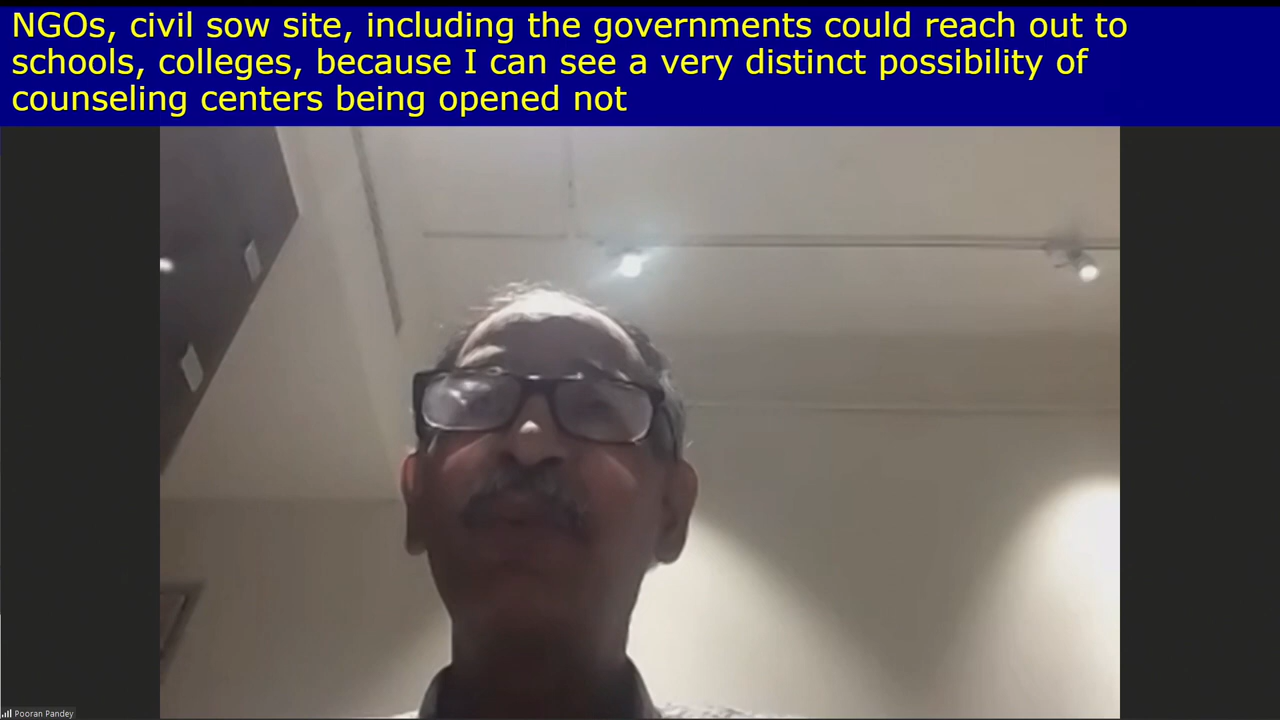 NGOs, civil sow site, including the governments could reach out to
schools, colleges, because I can see a very distinct possibility of
counseling centers being opened not
Pooran Pandey